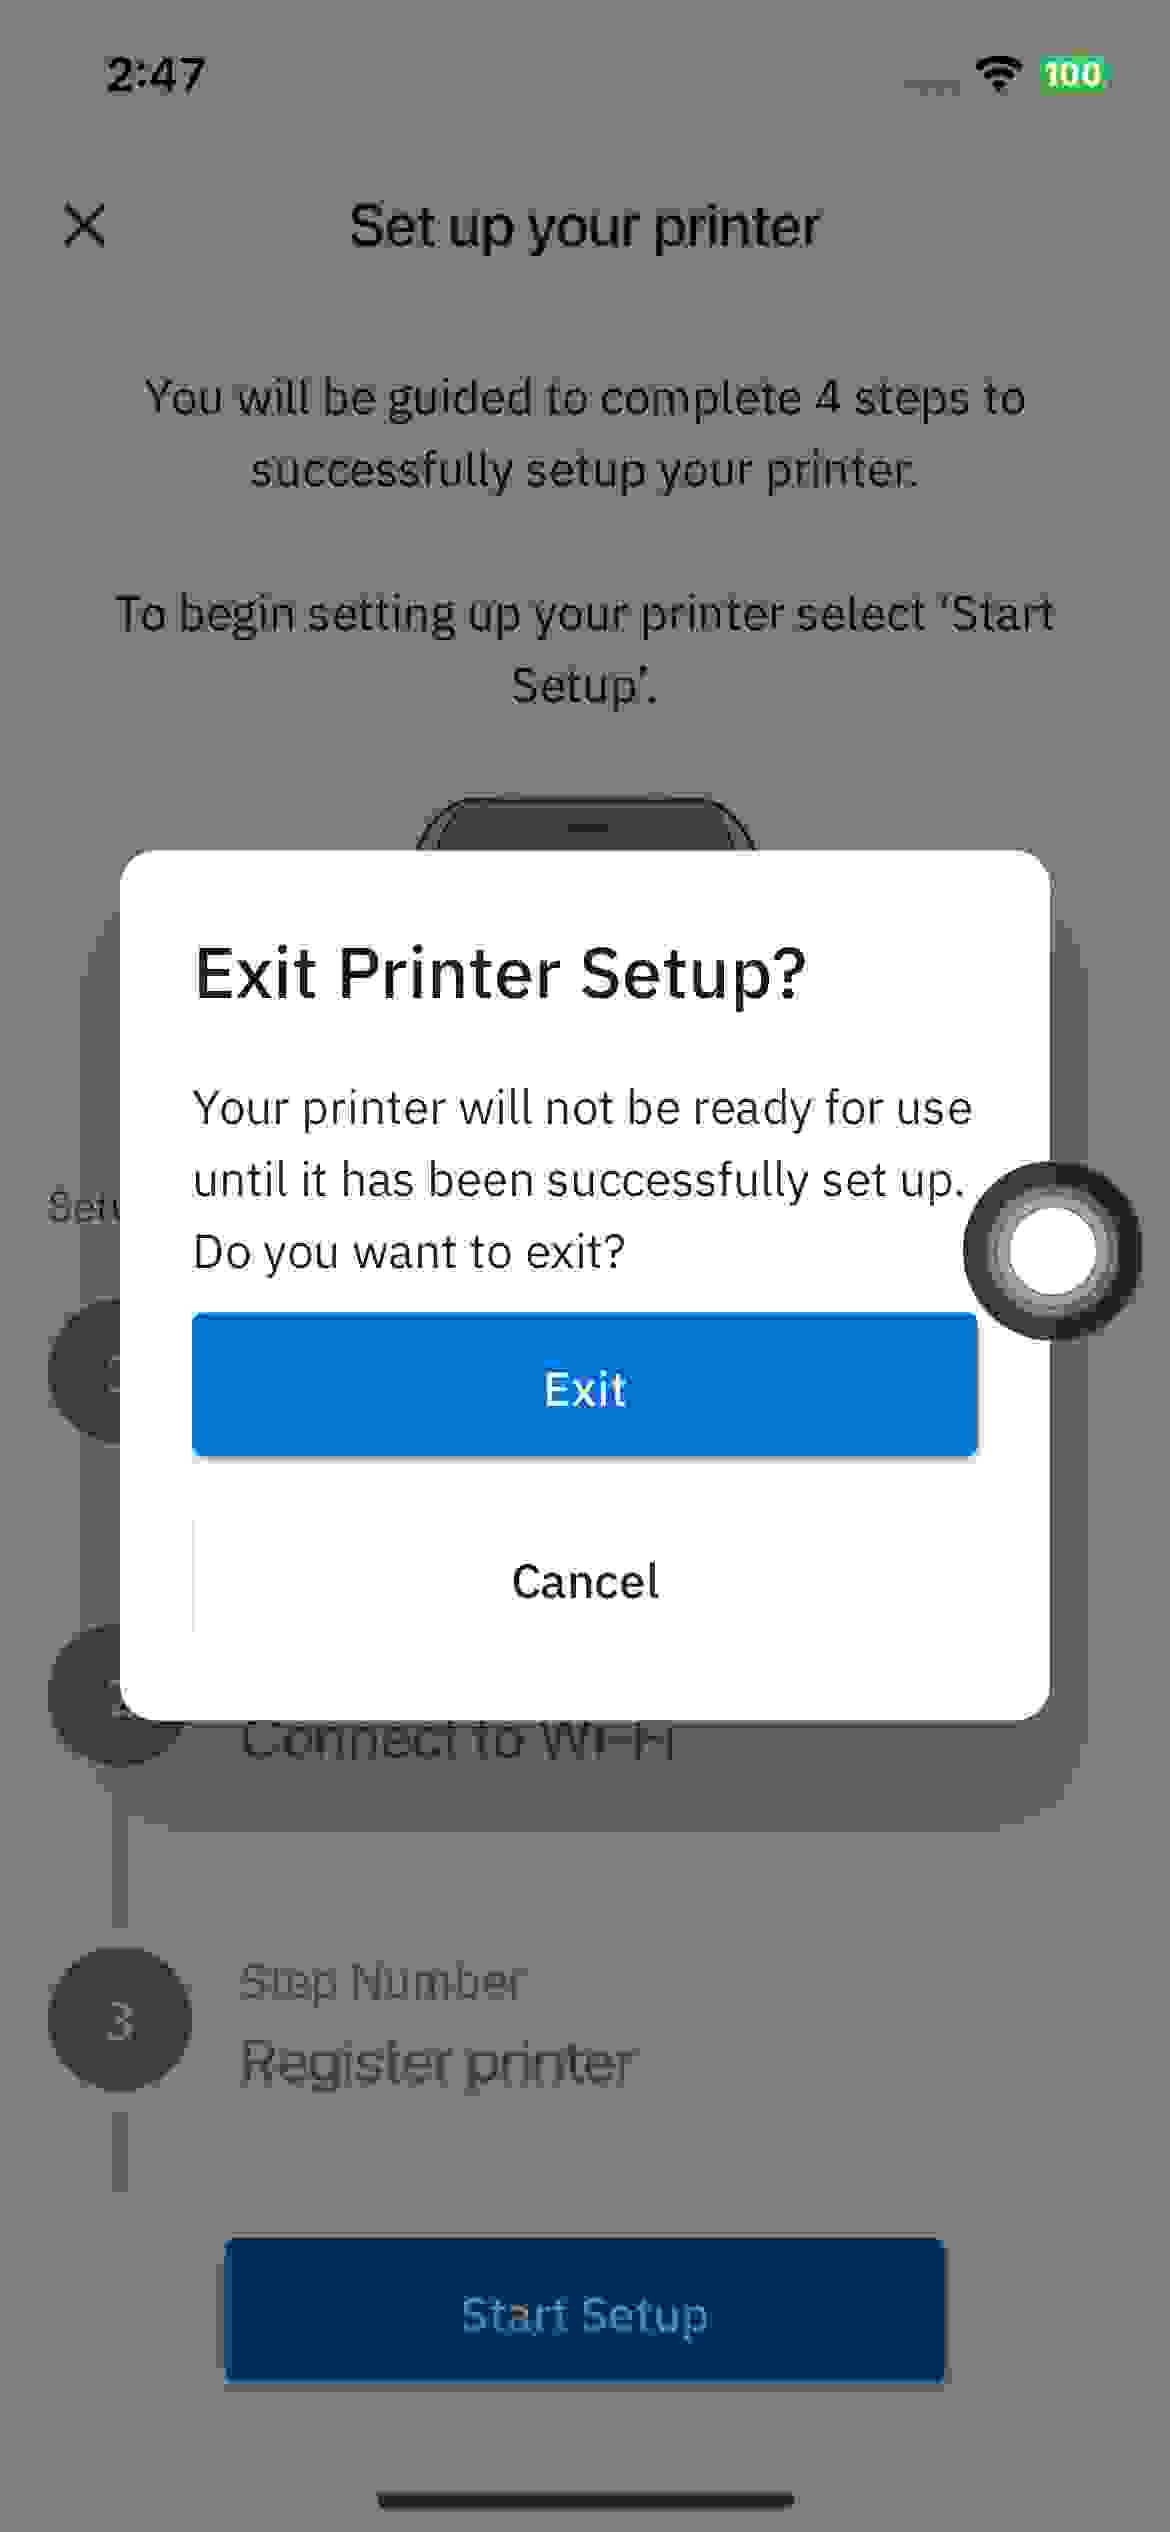 2:47
100
Set up your printer
You will be guided to complete 4 steps to
successfully setup your printer.
To begin setting up your printer select ‘Start
Setup’.
Exit Printer Setup?
Your printer will not be ready for use
until it has been successfully set up.
Do you want to exit?
Exit
Cancel
2
Connect to Wi-Fi
Step Number
3
Register printer
Start Setup